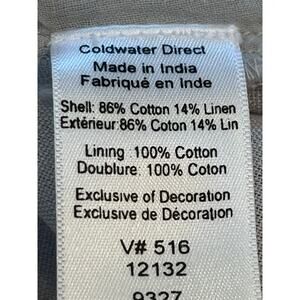 Coldwater Direct
Made in India
Fabriqué en Inde
Shell: 86% Cotton 14% Linen
Extérieur:86% Coton 14% Lin
Lining 100% Cotton
Doublure: 100% Coton
Exclusive of Decoration
Exclusive de Décoration
V# 516
12132
9327